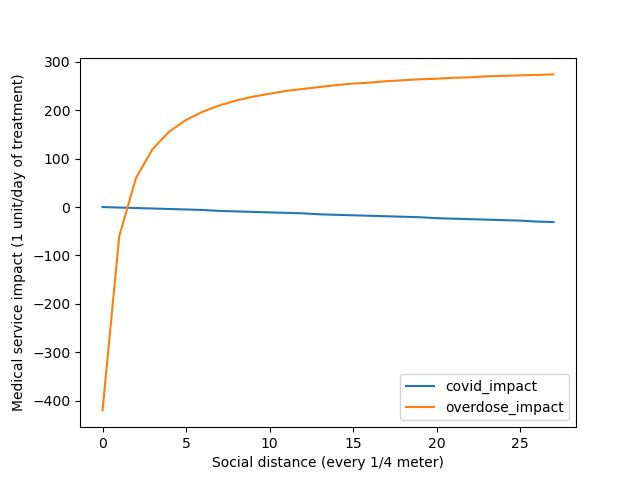 300
200
100
0
−100
−200
−300
−400
Medical service impact (1 unit/day of treatment)
covid_impact
overdose_impact
0 5 10 15 20 25
Social distance (every 1/4 meter)